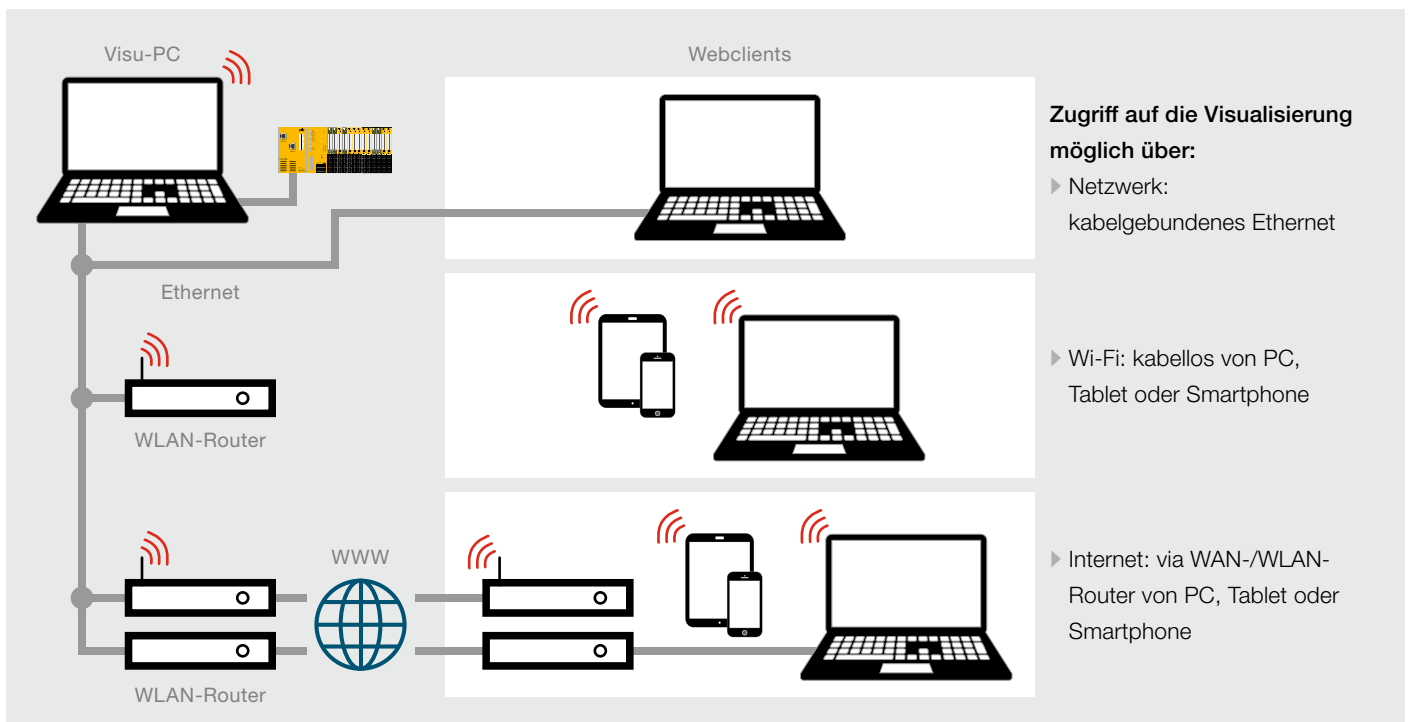 Visu-PC
Webclients
Zugriff auf die Visualisierung
möglich über:
Netzwerk:
kabelgebundenes Ethernet
Ethernet
Wi-Fi: kabellos von PC,
Tablet oder Smartphone
WLAN-Router
WWW
Internet: via WAN-/WLAN-
Router von PC, Tablet oder
Smartphone
WLAN-Router